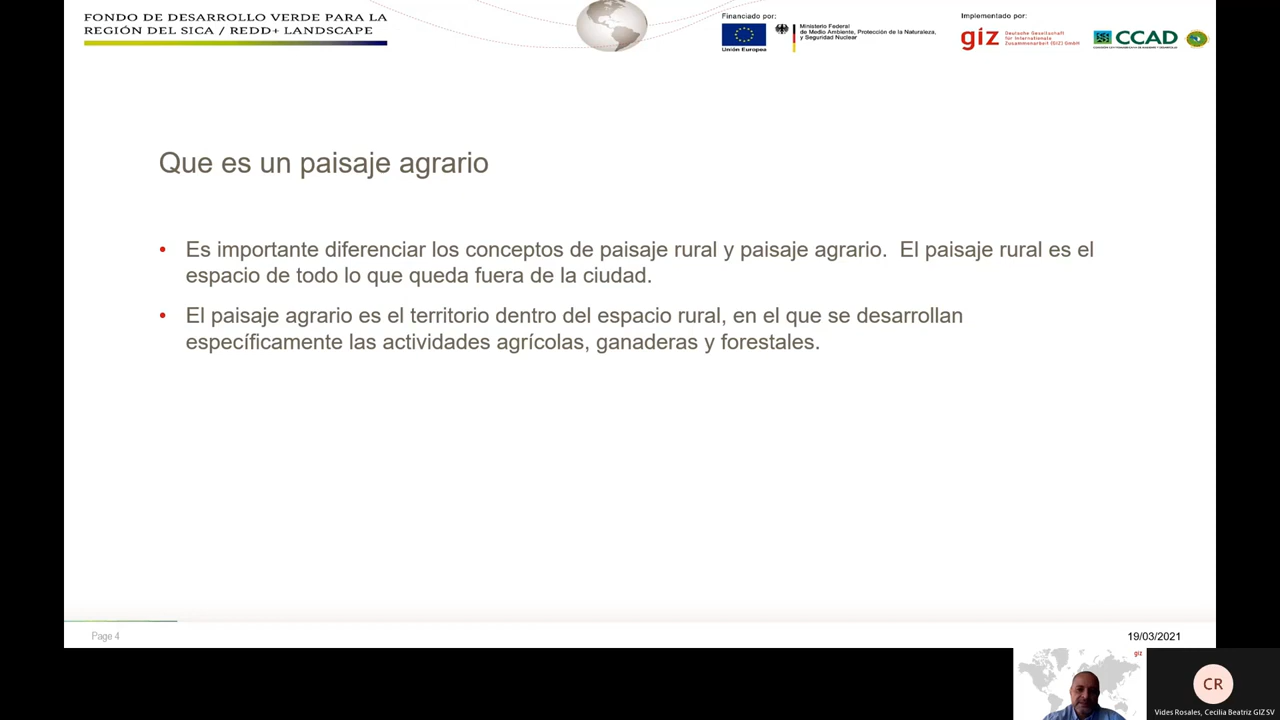 FONDO DE DESARROLLO VERDE PARA LA
REGIÓN DEL SICA / REDD+ LANDSCAPE
Financiado por:
Unión Europea
Ministerio Federal
de Medio Ambiente, Protección de la Naturaleza,
y Seguridad Nuclear
Implementado por:
giz
Deutsche Gesellschaft
für Internationale
Zusammenarbeit (GIZ) GmbH
CCAD
Que es un paisaje agrario
• Es importante diferenciar los conceptos de paisaje rural y paisaje agrario. El paisaje rural es el
espacio de todo lo que queda fuera de la ciudad.
• El paisaje agrario es el territorio dentro del espacio rural, en el que se desarrollan
específicamente las actividades agrícolas, ganaderas y forestales.
Page 4
19/03/2021
giz
CR
Vides Rosales, Cecilia Beatriz GIZ SV